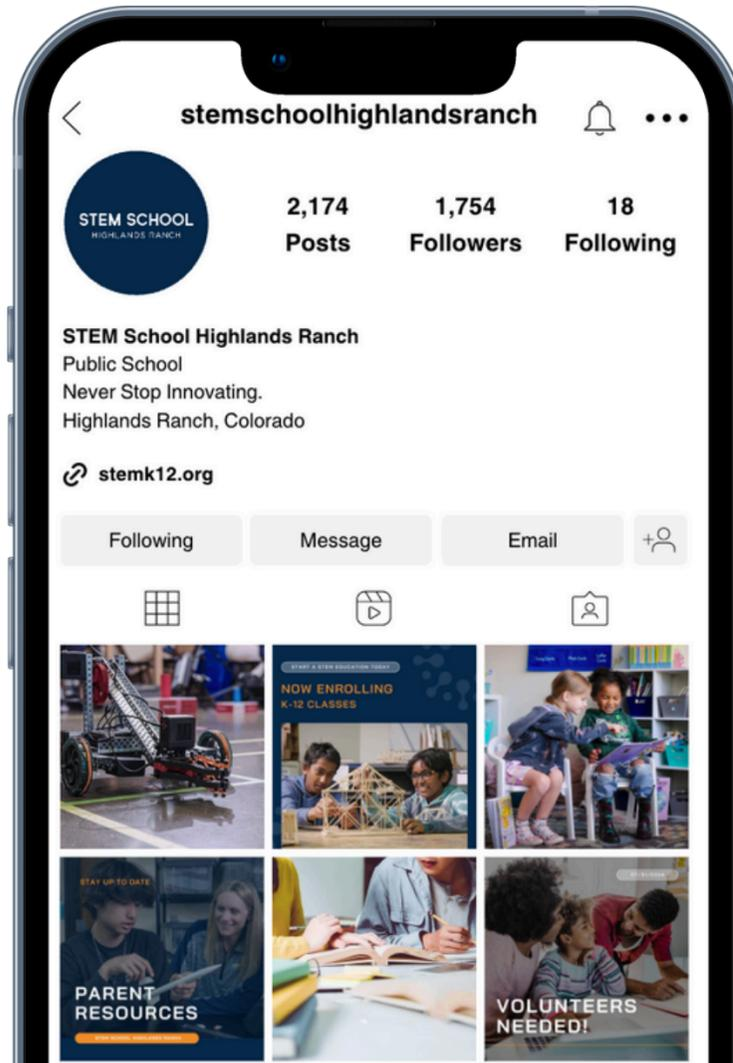 stemschoolhighlandsranch
STEM SCHOOL
HIGHLANDS RANCH
2,174
Posts
1,754
Followers
18
Following
STEM School Highlands Ranch
Public School
Never Stop Innovating.
Highlands Ranch, Colorado
stemk12.org
Following
Message
Email
START A STEM EDUCATION TODAY
NOW ENROLLING
K-12 CLASSES
STAY UP TO DATE
PARENT
RESOURCES
STEM SCHOOL HIGHLANDS RANCH
VOLUNTEERS
NEEDED!